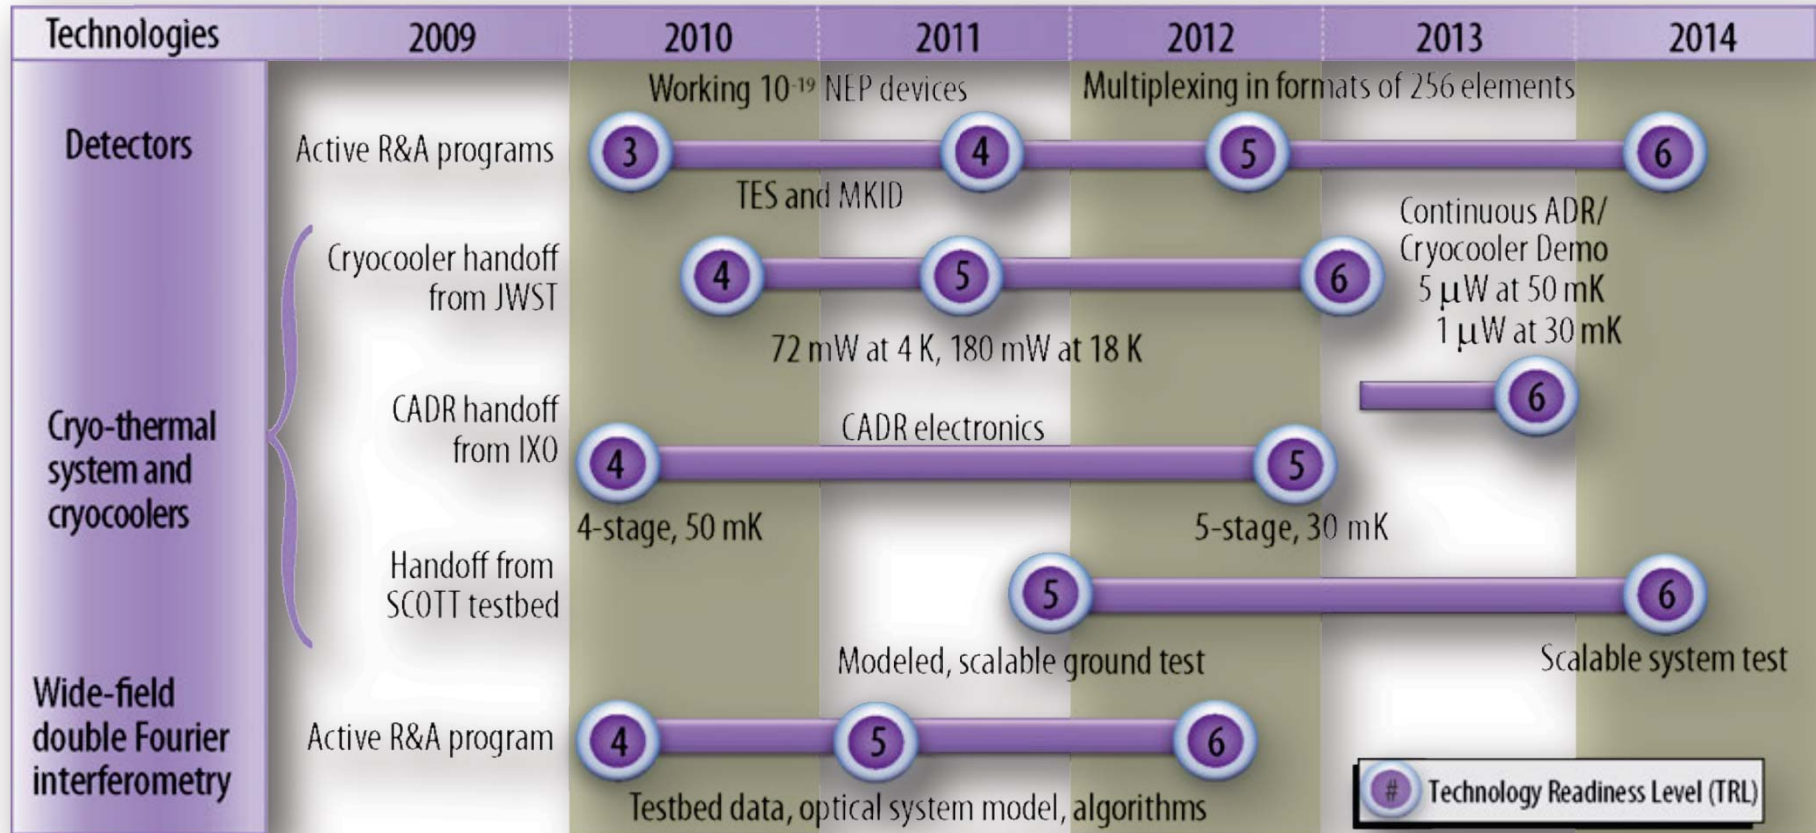 Technologies 2009 2010 2011 2012 2013 2014
Working 10⁻¹⁹ NEP devices
Multiplexing in formats of 256 elements
Detectors
Active R&A programs
3
4
5
6
TES and MKID
Continuous ADR/
Cryocooler Demo
5 μW at 50 mK
1 μW at 30 mK
6
Cryo-thermal
system and
cryocoolers
Cryocooler handoff
from JWST
4
5
6
72 mW at 4 K, 180 mW at 18 K
CADR handoff
from IXO
CADR electronics
4
5
4-stage, 50 mK
5-stage, 30 mK
Handoff from
SCOTT testbed
5
6
Modeled, scalable ground test
Scalable system test
Wide-field
double Fourier
interferometry
Active R&A program
4
5
6
Testbed data, optical system model, algorithms
# Technology Readiness Level (TRL)